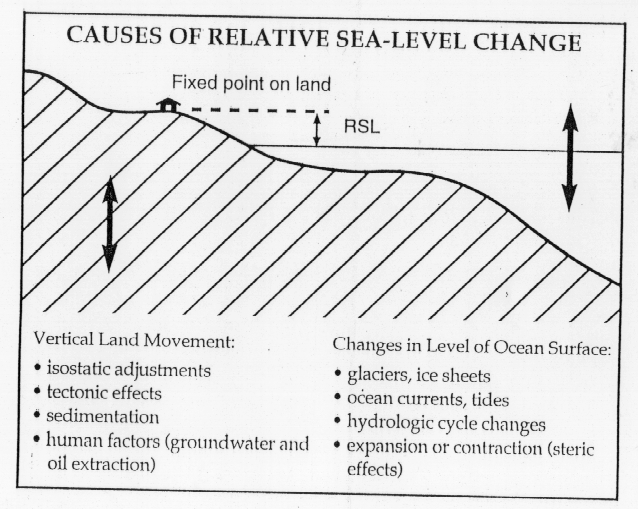 CAUSES OF RELATIVE SEA-LEVEL CHANGE
Fixed point on land
RSL
Vertical Land Movement:
• isostatic adjustments
• tectonic effects
• sedimentation
• human factors (groundwater and
oil extraction)
Changes in Level of Ocean Surface:
• glaciers, ice sheets
• ocean currents, tides
• hydrologic cycle changes
• expansion or contraction (steric
effects)